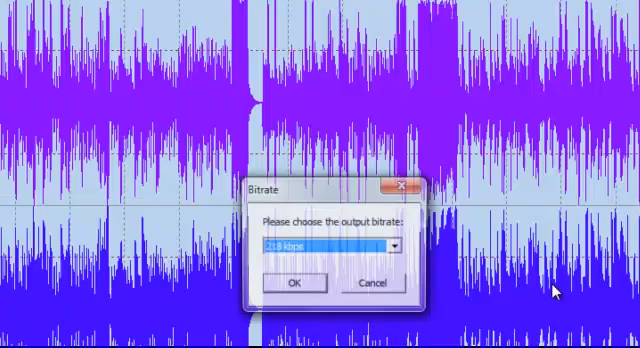 Bitrate
Please choose the output bitrate:
218 kbps
OK
Cancel